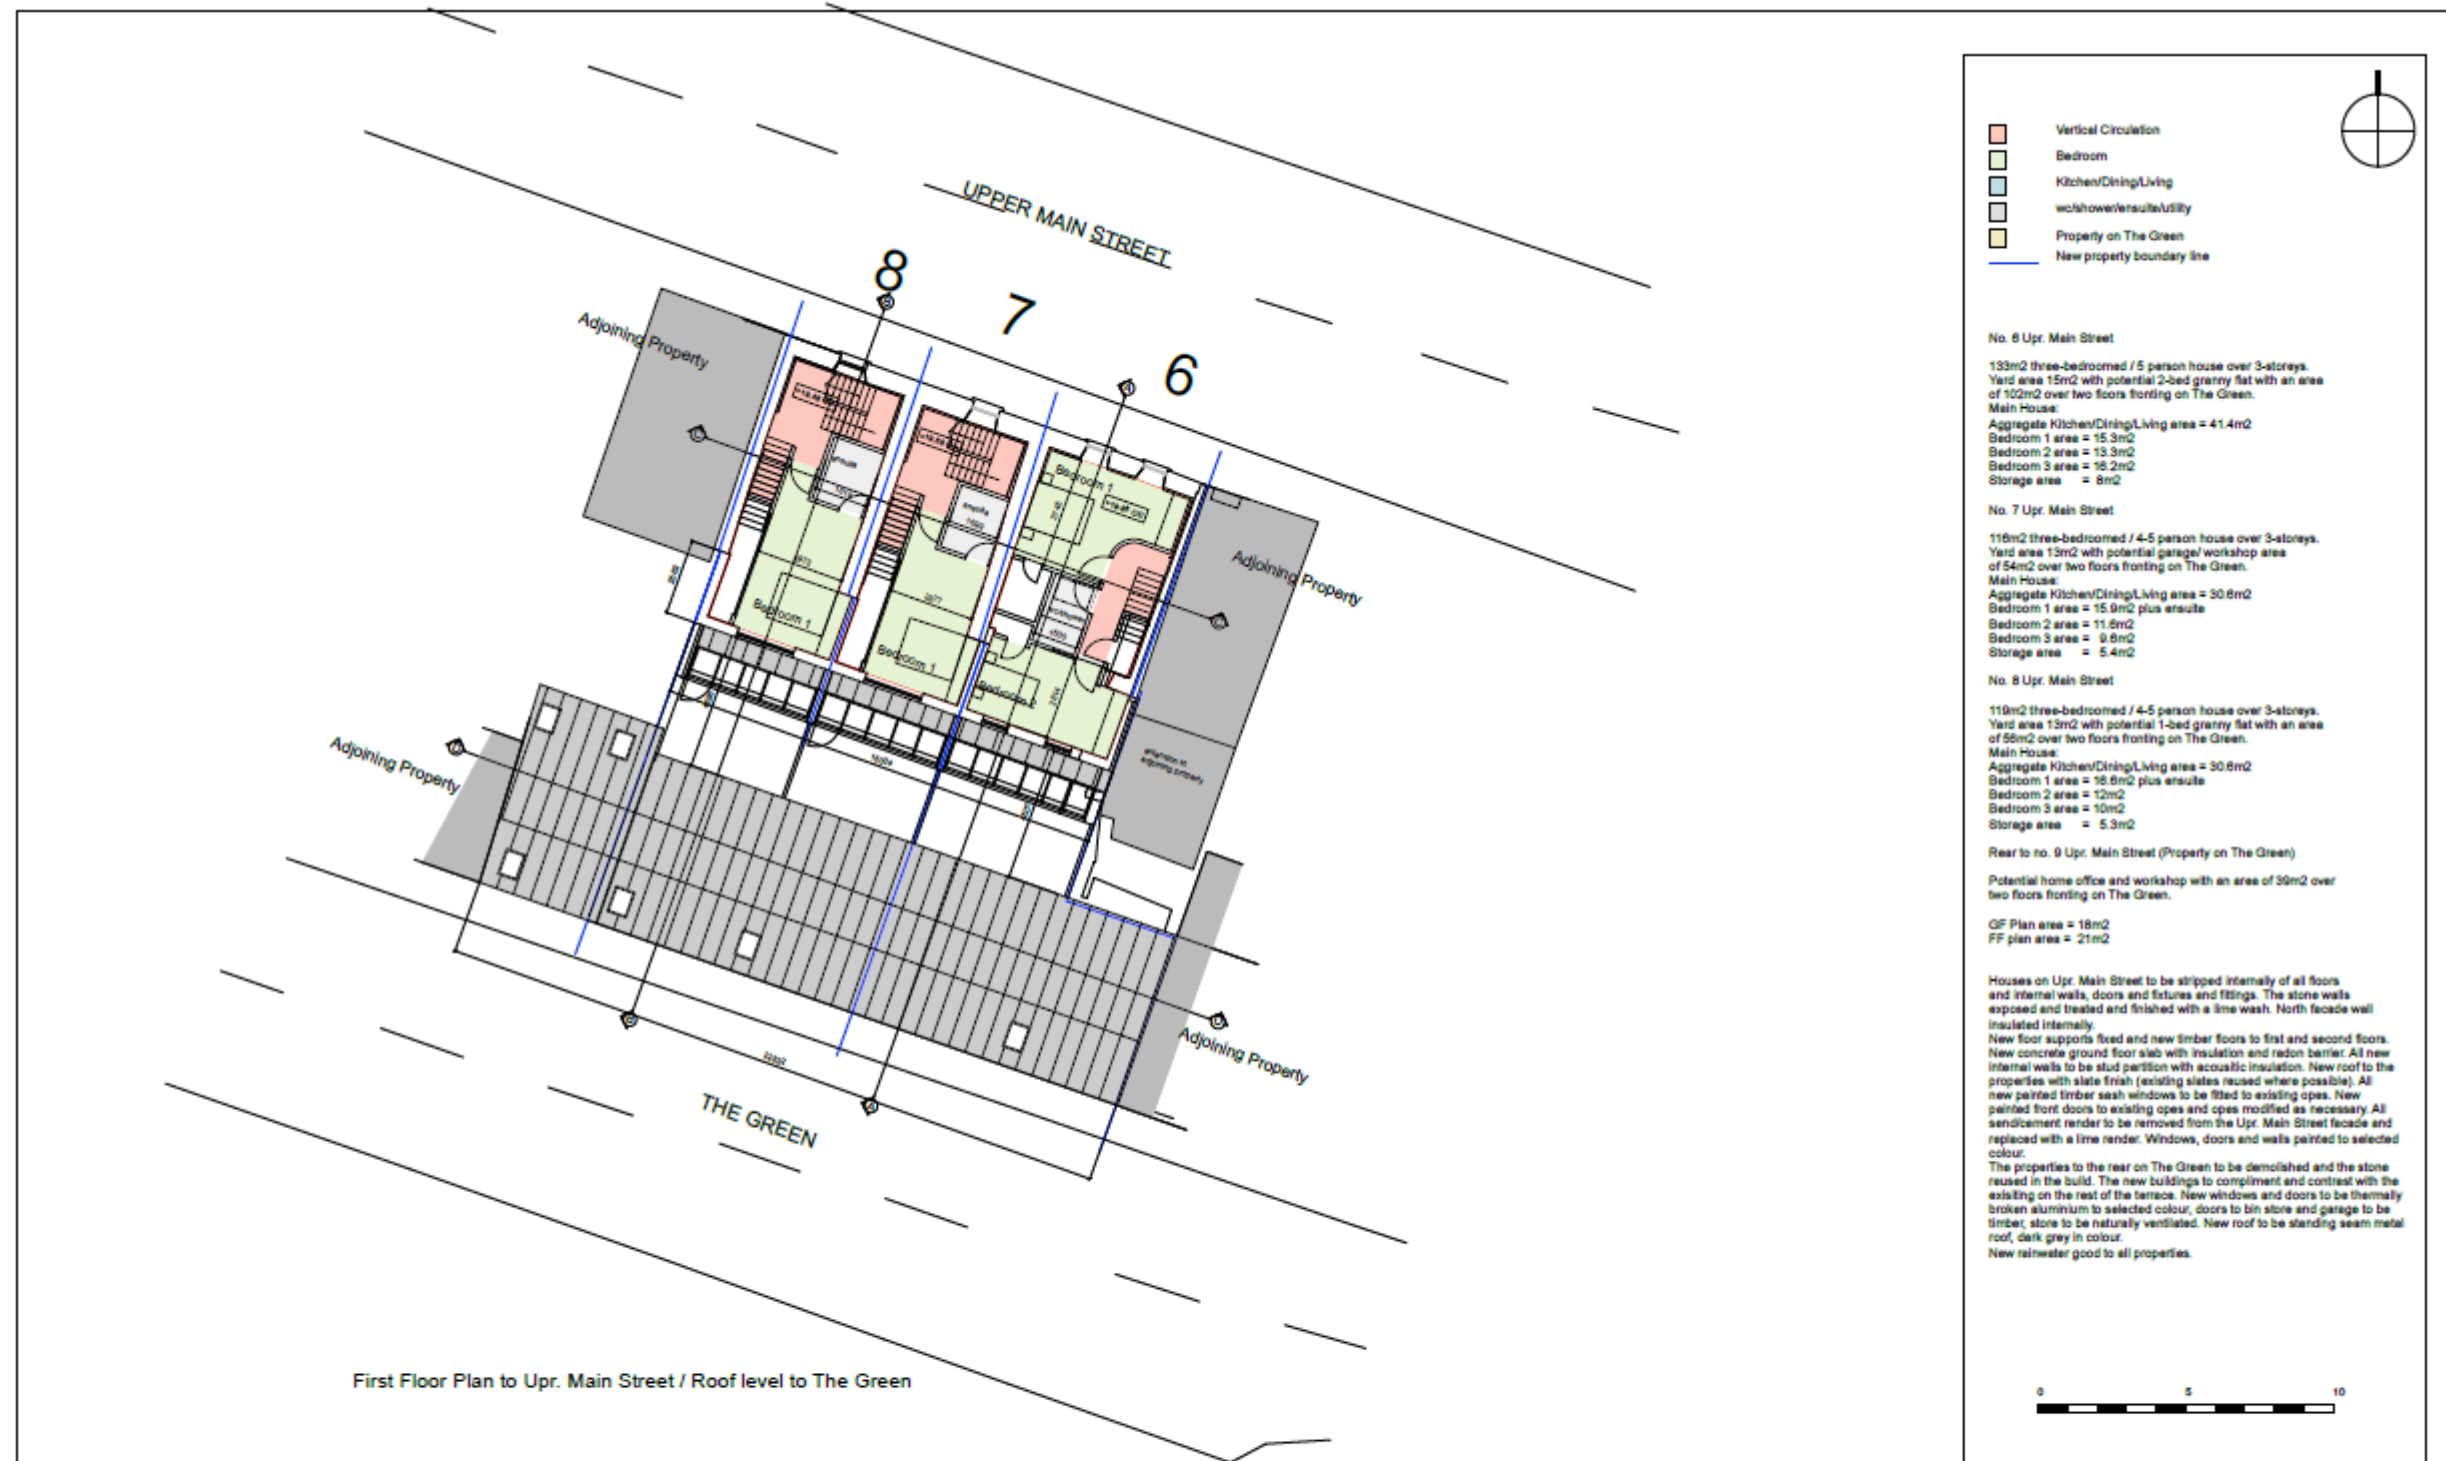 UPPER MAIN STREET
8
7
6
Adjoining Property
Adjoining Property
Adjoining Property
Adjoining Property
ensuite
ensuite
Bedroom 1
Bedroom 1
Bedroom 1
Bedroom 2
extension to
adjoining property
THE GREEN
First Floor Plan to Upr. Main Street / Roof level to The Green
Vertical Circulation
Bedroom
Kitchen/Dining/Living
wc/shower/ensuite/utility
Property on The Green
New property boundary line
No. 6 Upr. Main Street
133m2 three-bedroomed / 5 person house over 3-storeys.
Yard area 15m2 with potential 2-bed granny flat with an area
of 102m2 over two floors fronting on The Green.
Main House:
Aggregate Kitchen/Dining/Living area = 41.4m2
Bedroom 1 area = 15.3m2
Bedroom 2 area = 13.3m2
Bedroom 3 area = 16.2m2
Storage area = 8m2
No. 7 Upr. Main Street
116m2 three-bedroomed / 4-5 person house over 3-storeys.
Yard area 13m2 with potential garage/ workshop area
of 54m2 over two floors fronting on The Green.
Main House:
Aggregate Kitchen/Dining/Living area = 30.6m2
Bedroom 1 area = 15.9m2 plus ensuite
Bedroom 2 area = 11.6m2
Bedroom 3 area = 9.6m2
Storage area = 5.4m2
No. 8 Upr. Main Street
119m2 three-bedroomed / 4-5 person house over 3-storeys.
Yard area 13m2 with potential 1-bed granny flat with an area
of 56m2 over two floors fronting on The Green.
Main House:
Aggregate Kitchen/Dining/Living area = 30.6m2
Bedroom 1 area = 16.6m2 plus ensuite
Bedroom 2 area = 12m2
Bedroom 3 area = 10m2
Storage area = 5.3m2
Rear to no. 9 Upr. Main Street (Property on The Green)
Potential home office and workshop with an area of 39m2 over
two floors fronting on The Green.
GF Plan area = 18m2
FF plan area = 21m2
Houses on Upr. Main Street to be stripped internally of all floors
and internal walls, doors and fixtures and fittings. The stone walls
exposed and treated and finished with a lime wash. North facade wall
insulated internally.
New floor supports fixed and new timber floors to first and second floors.
New concrete ground floor slab with insulation and radon barrier. All new
internal walls to be stud partition with acousitic insulation. New roof to the
properties with slate finish (existing slates reused where possible). All
new painted timber sash windows to be fitted to existing opes. New
painted front doors to existing opes and opes modified as necessary. All
send/cement render to be removed from the Upr. Main Street facade and
replaced with a lime render. Windows, doors and walls painted to selected
colour.
The properties to the rear on The Green to be demolished and the stone
reused in the build. The new buildings to compliment and contrast with the
exisiting on the rest of the terrace. New windows and doors to be thermally
broken aluminium to selected colour, doors to bin store and garage to be
timber, store to be naturally ventilated. New roof to be standing seam metal
roof, dark grey in colour.
New rainwater good to all properties.
0 5 10